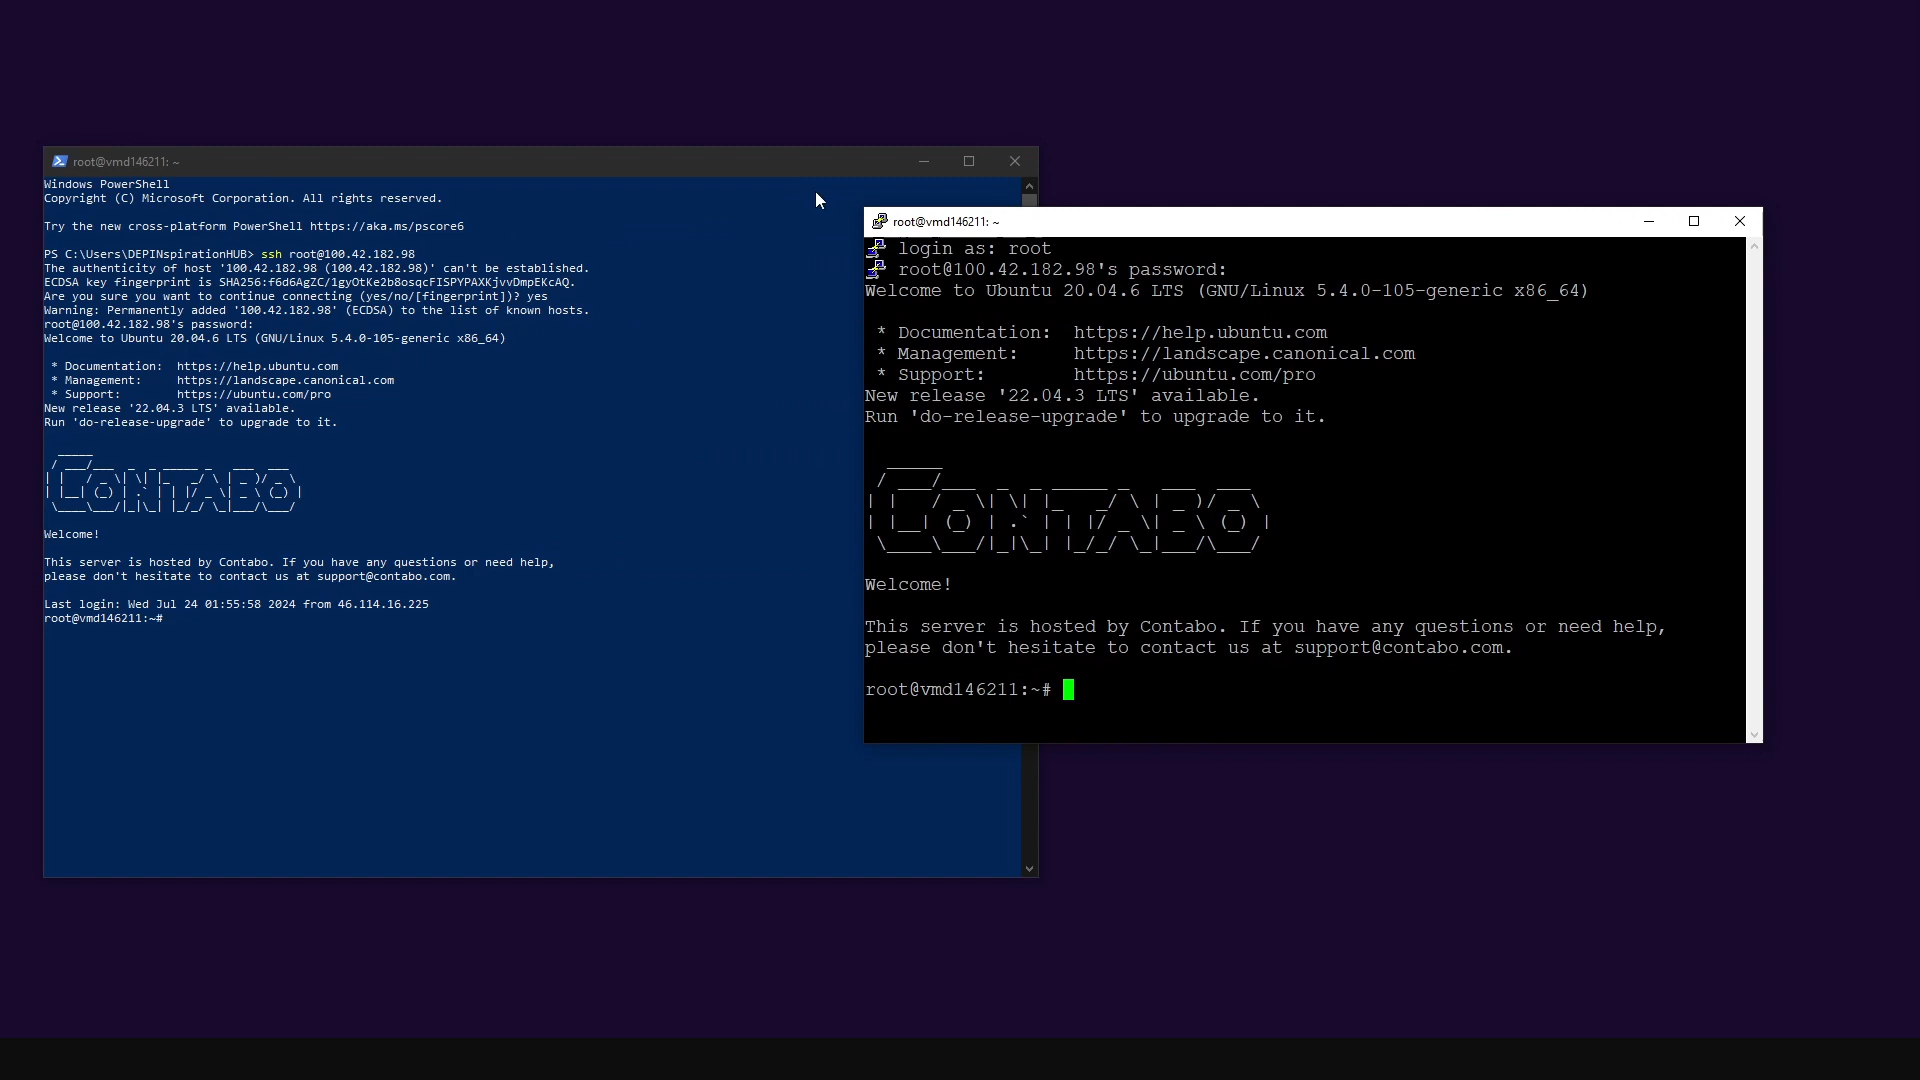 root@vmd146211: ~
Windows PowerShell
Copyright (C) Microsoft Corporation. All rights reserved.
Try the new cross-platform PowerShell https://aka.ms/pscore6
PS C:\Users\DEPINspirationHUB> ssh root@100.42.182.98
The authenticity of host '100.42.182.98 (100.42.182.98)' can't be established.
ECDSA key fingerprint is SHA256:f6d6AgZC/1gyOtKe2b8osqcFISPYPAXKjvvDmpEKcAQ.
Are you sure you want to continue connecting (yes/no/[fingerprint])? yes
Warning: Permanently added '100.42.182.98' (ECDSA) to the list of known hosts.
root@100.42.182.98's password:
Welcome to Ubuntu 20.04.6 LTS (GNU/Linux 5.4.0-105-generic x86_64)
* Documentation: https://help.ubuntu.com
* Management: https://landscape.canonical.com
* Support: https://ubuntu.com/pro
New release '22.04.3 LTS' available.
Run 'do-release-upgrade' to upgrade to it.
CONTABO
Welcome!
This server is hosted by Contabo. If you have any questions or need help,
please don't hesitate to contact us at support@contabo.com.
Last login: Wed Jul 24 01:55:58 2024 from 46.114.16.225
root@vmd146211:~#
root@vmd146211: ~
login as: root
root@100.42.182.98's password:
Welcome to Ubuntu 20.04.6 LTS (GNU/Linux 5.4.0-105-generic x86_64)
* Documentation: https://help.ubuntu.com
* Management: https://landscape.canonical.com
* Support: https://ubuntu.com/pro
New release '22.04.3 LTS' available.
Run 'do-release-upgrade' to upgrade to it.
CONTABO
Welcome!
This server is hosted by Contabo. If you have any questions or need help,
please don't hesitate to contact us at support@contabo.com.
root@vmd146211:~#